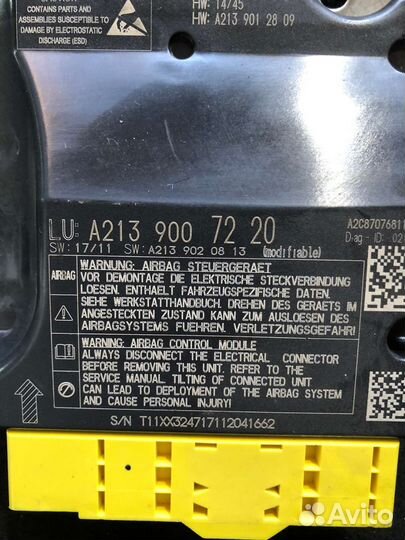 CONTAINS PARTS AND
ASSEMBLIES SUSCEPTIBLE TO
DAMAGE BY ELECTROSTATIC
DISCHARGE (ESD)
HW: 14/45
HW: A213 901 28 09
LU: A213 900 72 20
SW: 17/11 SW: A213 902 08 13 (modifiable)
A2C87076811
Diag-ID: 02
AIRBAG
WARNUNG: AIRBAG STEUERGERAET
VOR DEMONTAGE DIE ELEKTRISCHE STECKVERBINDUNG
LOESEN. ENTHAELT FAHRZEUGSPEZIFISCHE DATEN.
SIEHE WERKSTATTHANDBUCH. DREHEN DES GERAETS IM
ANGESTECKTEN ZUSTAND KANN ZUM AUSLOESEN DES
AIRBAGSYSTEMS FUEHREN. VERLETZUNGSGEFAHR!
WARNING: AIRBAG CONTROL MODULE
ALWAYS DISCONNECT THE ELECTRICAL CONNECTOR
BEFORE REMOVING THIS UNIT. REFER TO THE
SERVICE MANUAL. TILTING OF CONNECTED UNIT
CAN LEAD TO DEPLOYMENT OF THE AIRBAG SYSTEM
AND CAUSE INJURY!
S/N T11XX324717112041662
Avito